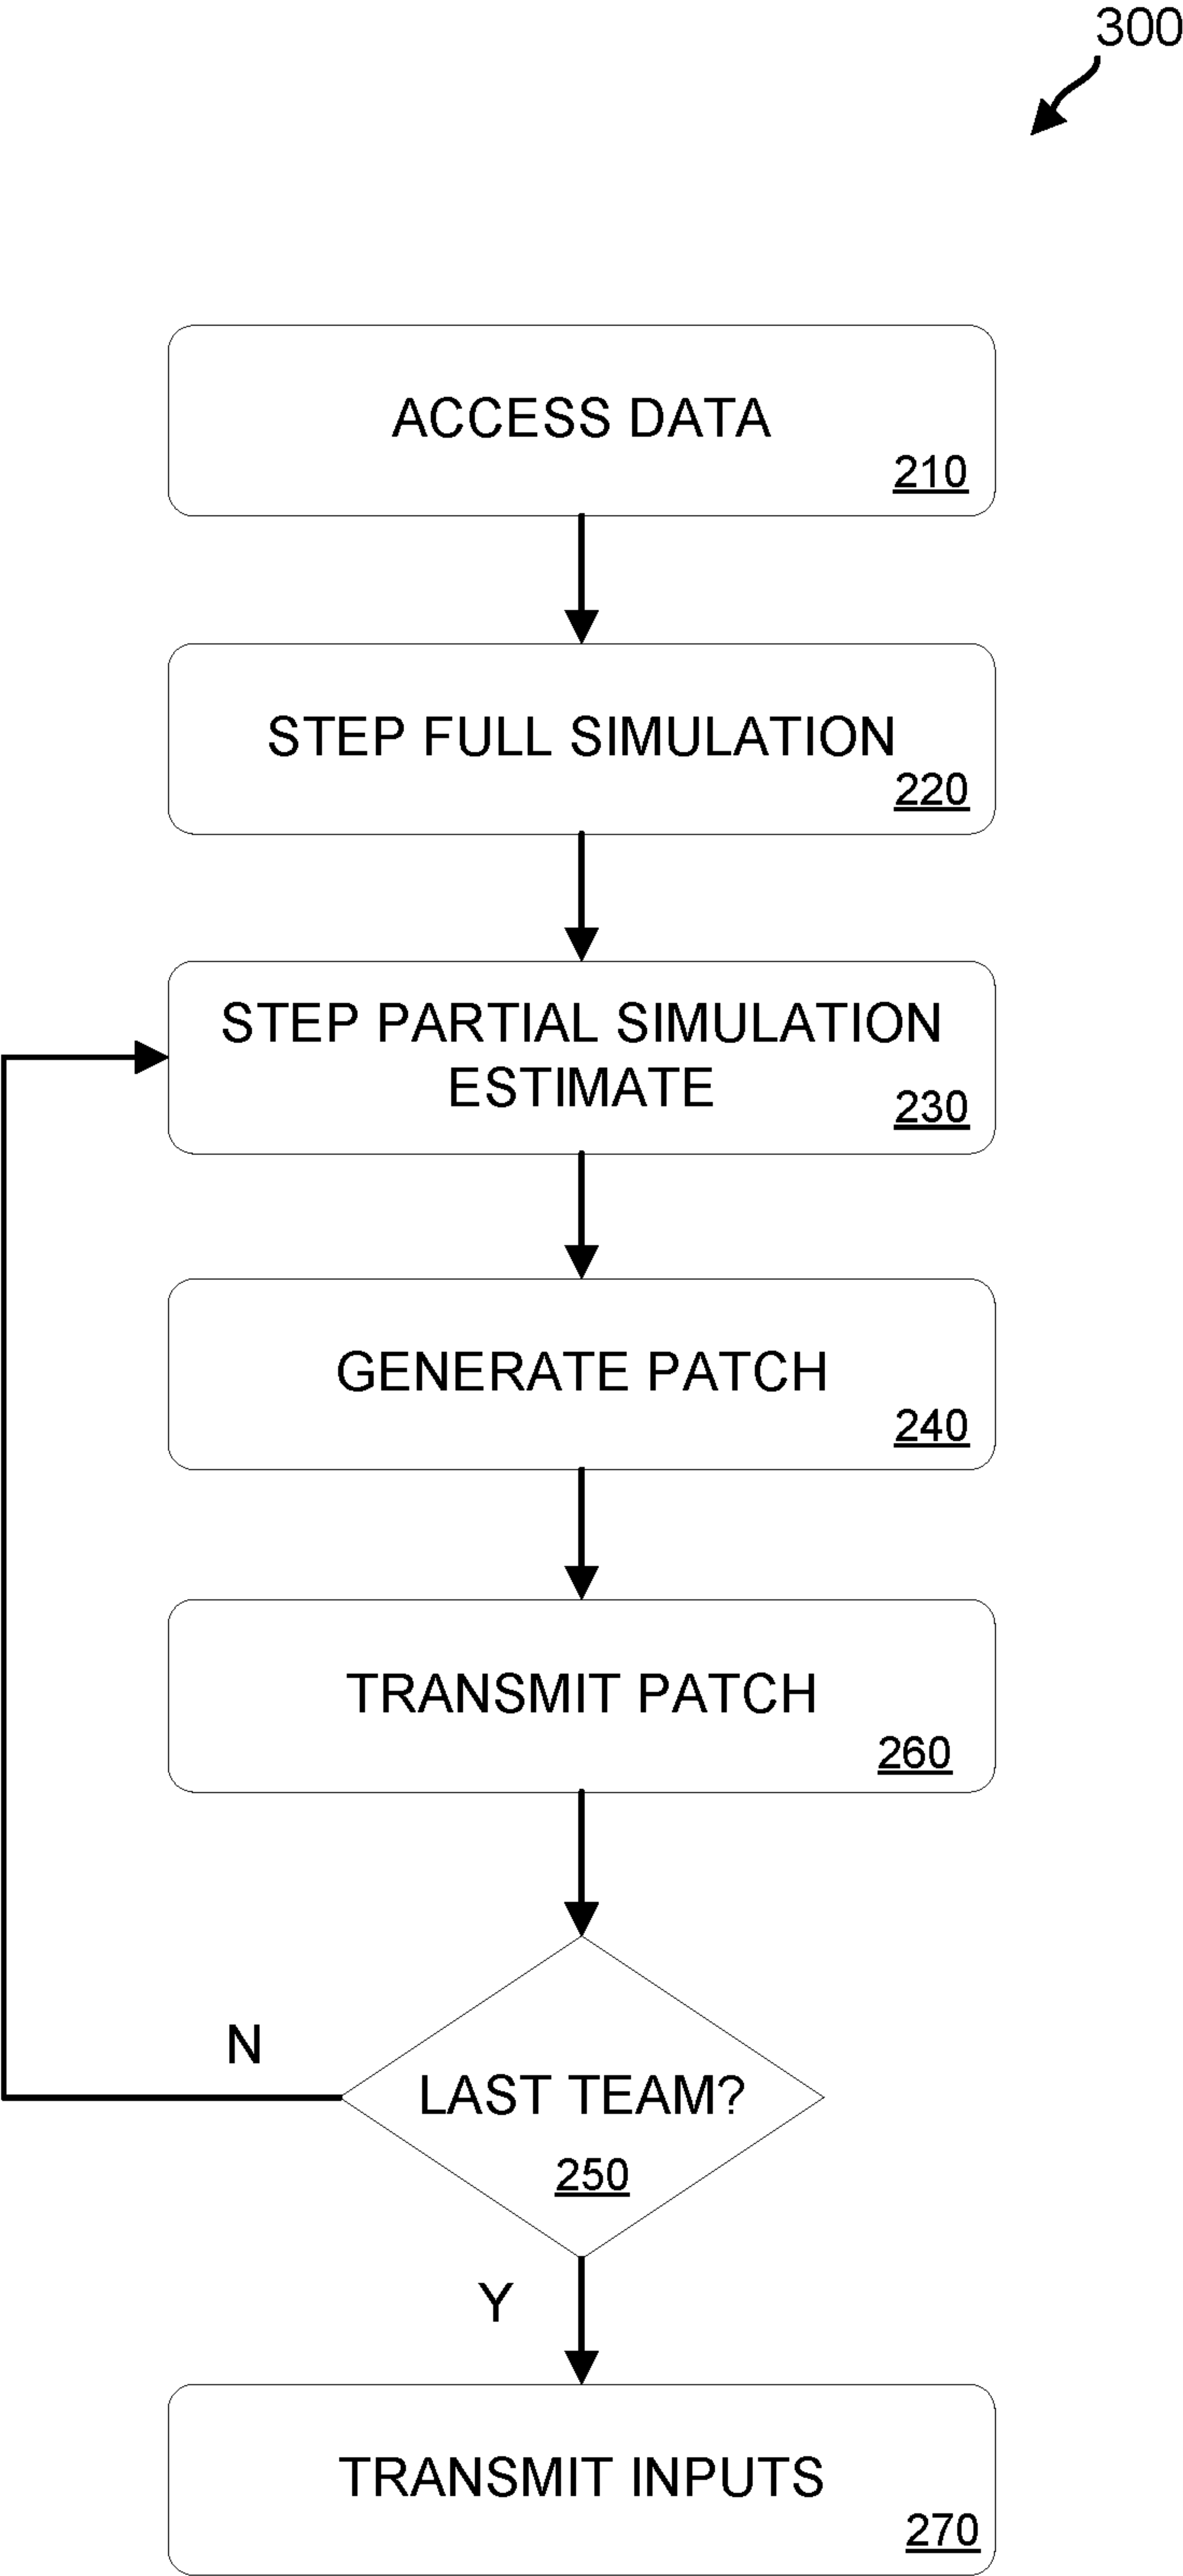 300
ACCESS DATA
210
STEP FULL SIMULATION
220
STEP PARTIAL SIMULATION
ESTIMATE
230
GENERATE PATCH
240
TRANSMIT PATCH
260
N
LAST TEAM?
250
Y
TRANSMIT INPUTS
270